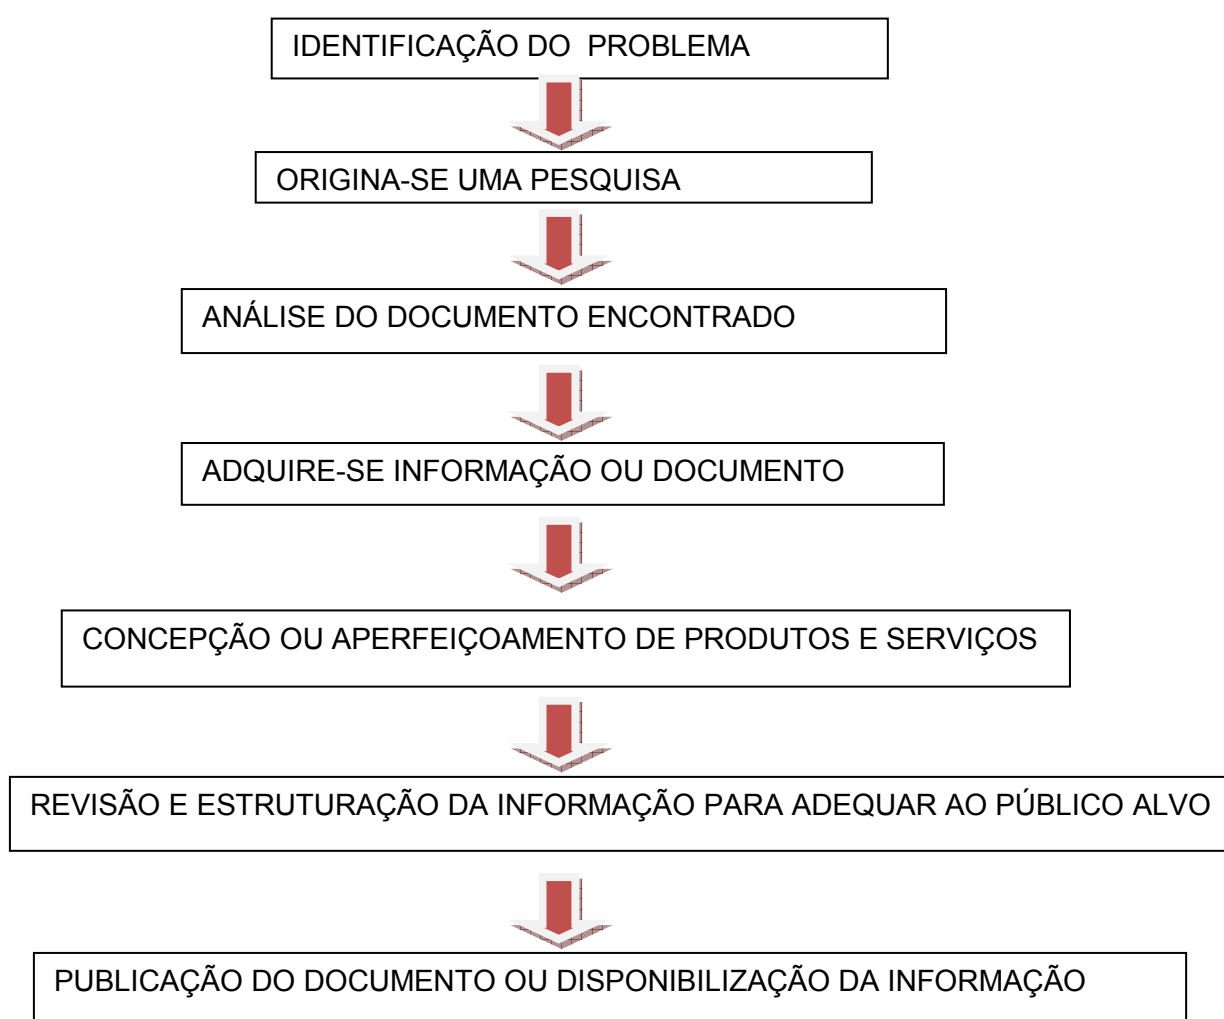 IDENTIFICAÇÃO DO PROBLEMA
ORIGINA-SE UMA PESQUISA
ANÁLISE DO DOCUMENTO ENCONTRADO
ADQUIRE-SE INFORMAÇÃO OU DOCUMENTO
CONCEPÇÃO OU APERFEIÇOAMENTO DE PRODUTOS E SERVIÇOS
REVISÃO E ESTRUTURAÇÃO DA INFORMAÇÃO PARA ADEQUAR AO PÚBLICO ALVO
PUBLICAÇÃO DO DOCUMENTO OU DISPONIBILIZAÇÃO DA INFORMAÇÃO